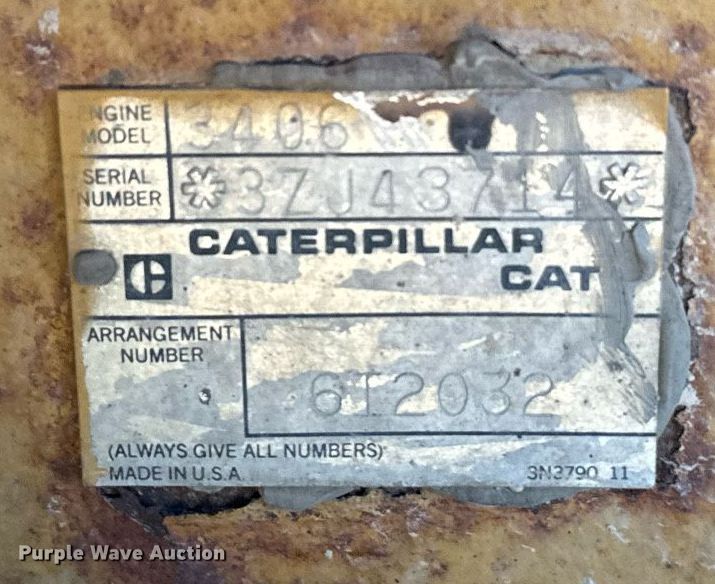 ENGINE MODEL 3406
SERIAL NUMBER *3ZJ43714*
CATERPILLAR
CAT
ARRANGEMENT NUMBER 6I2032
(ALWAYS GIVE ALL NUMBERS)
MADE IN U.S.A. 3N3790 11
Purple Wave Auction